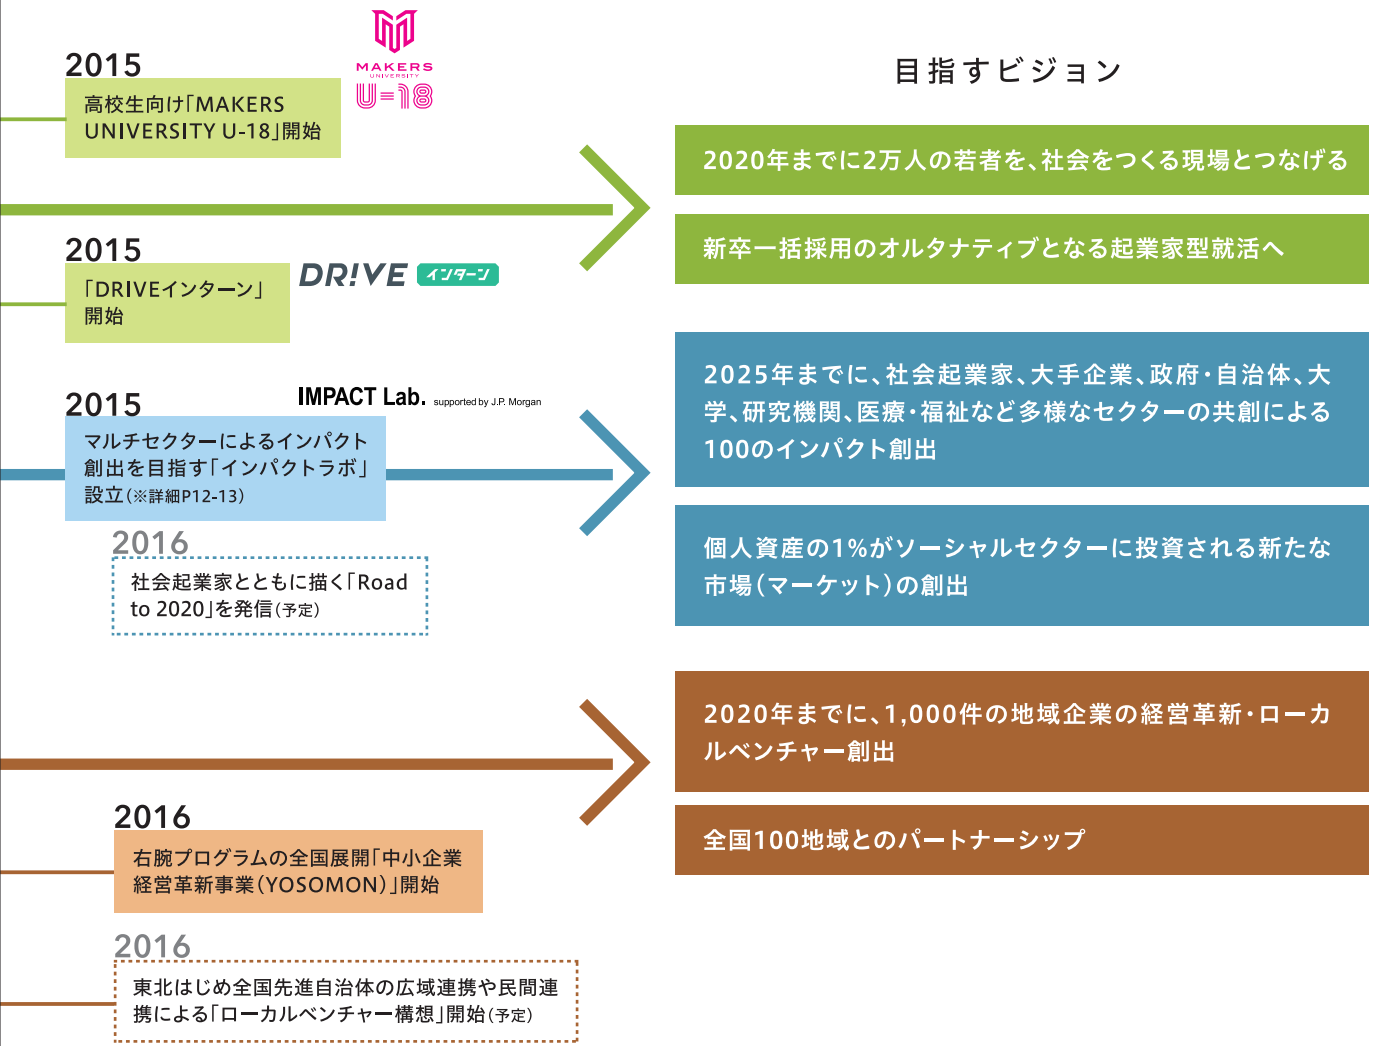 2015
MAKERS
UNIVERSITY
U-18
高校生向け「MAKERS
UNIVERSITY U-18」開始
2015
DR!VE インターン
「DRIVEインターン」
開始
2015
IMPACT Lab. supported by J.P. Morgan
マルチセクターによるインパクト
創出を目指す「インパクトラボ」
設立(※詳細P12-13)
2016
社会起業家とともに描く「Road
to 2020」を発信(予定)
2016
右腕プログラムの全国展開「中小企業
経営革新事業(YOSOMON)」開始
2016
東北はじめ全国先進自治体の広域連携や民間連
携による「ローカルベンチャー構想」開始(予定)
目指すビジョン
2020年までに2万人の若者を、社会をつくる現場とつなげる
新卒一括採用のオルタナティブとなる起業家型就活へ
2025年までに、社会起業家、大手企業、政府・自治体、大
学、研究機関、医療・福祉など多様なセクターの共創による
100のインパクト創出
個人資産の1%がソーシャルセクターに投資される新たな
市場(マーケット)の創出
2020年までに、1,000件の地域企業の経営革新・ローカ
ルベンチャー創出
全国100地域とのパートナーシップ